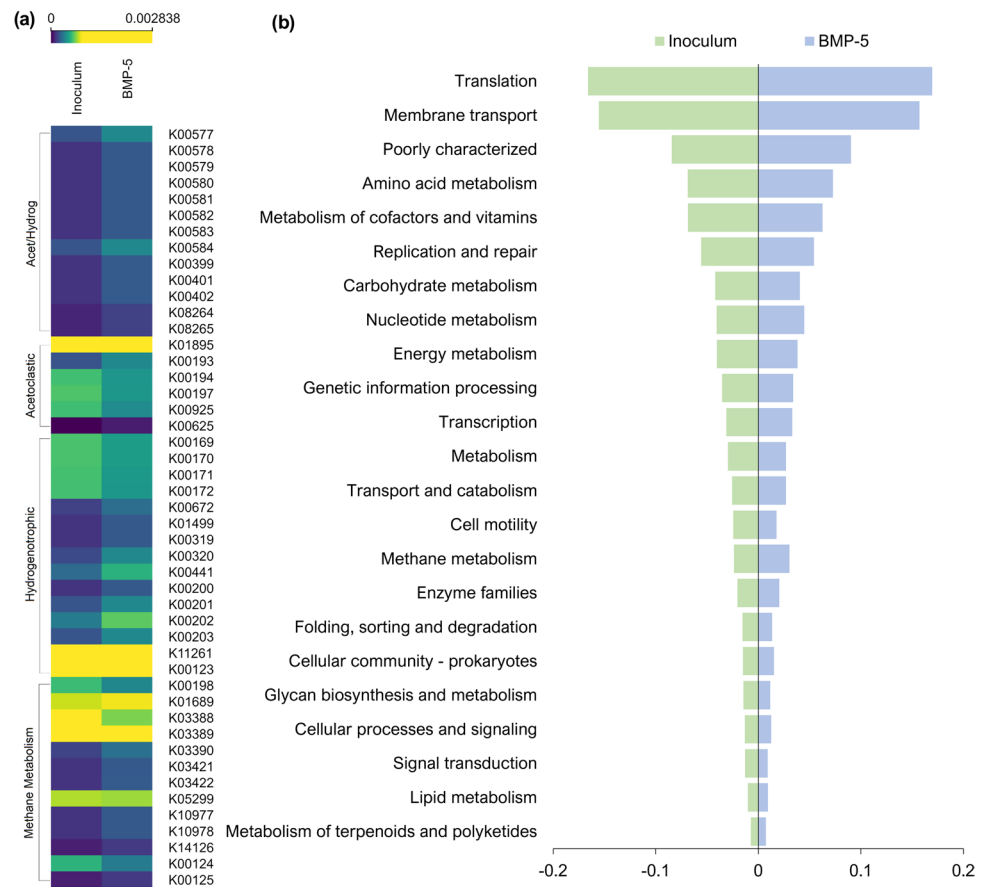 (a)
0 0.002838
Inoculum
BMP-5
Acet/Hydrog
K00577
K00578
K00579
K00580
K00581
K00582
K00583
K00584
K00399
K00401
K00402
K08264
K08265
Acetoclastic
K01895
K00193
K00194
K00197
K00925
K00625
Hydrogenotrophic
K00169
K00170
K00171
K00172
K00672
K01499
K00319
K00320
K00441
K00200
K00201
K00202
K00203
K11261
K00123
Methane Metabolism
K00198
K01689
K03388
K03389
K03390
K03421
K03422
K05299
K10977
K10978
K14126
K00124
K00125
(b)
Inoculum BMP-5
Translation
Membrane transport
Poorly characterized
Amino acid metabolism
Metabolism of cofactors and vitamins
Replication and repair
Carbohydrate metabolism
Nucleotide metabolism
Energy metabolism
Genetic information processing
Transcription
Metabolism
Transport and catabolism
Cell motility
Methane metabolism
Enzyme families
Folding, sorting and degradation
Cellular community - prokaryotes
Glycan biosynthesis and metabolism
Cellular processes and signaling
Signal transduction
Lipid metabolism
Metabolism of terpenoids and polyketides
-0.2 -0.1 0 0.1 0.2